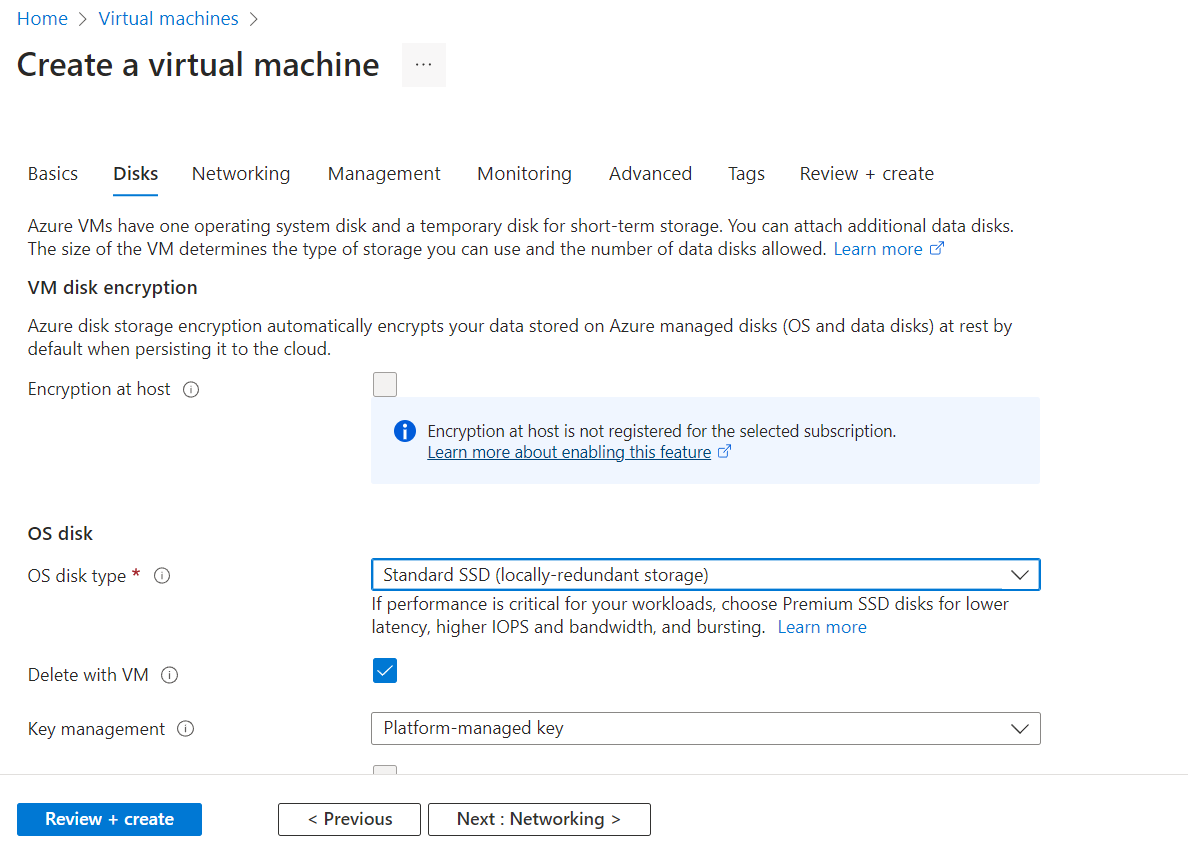 Home > Virtual machines >
Create a virtual machine ...
Basics Disks Networking Management Monitoring Advanced Tags Review + create
Azure VMs have one operating system disk and a temporary disk for short-term storage. You can attach additional data disks.
The size of the VM determines the type of storage you can use and the number of data disks allowed. Learn more
VM disk encryption
Azure disk storage encryption automatically encrypts your data stored on Azure managed disks (OS and data disks) at rest by
default when persisting it to the cloud.
Encryption at host
Encryption at host is not registered for the selected subscription.
Learn more about enabling this feature
OS disk
OS disk type * Standard SSD (locally-redundant storage)
If performance is critical for your workloads, choose Premium SSD disks for lower
latency, higher IOPS and bandwidth, and bursting. Learn more
Delete with VM
Key management Platform-managed key
Review + create < Previous Next : Networking >